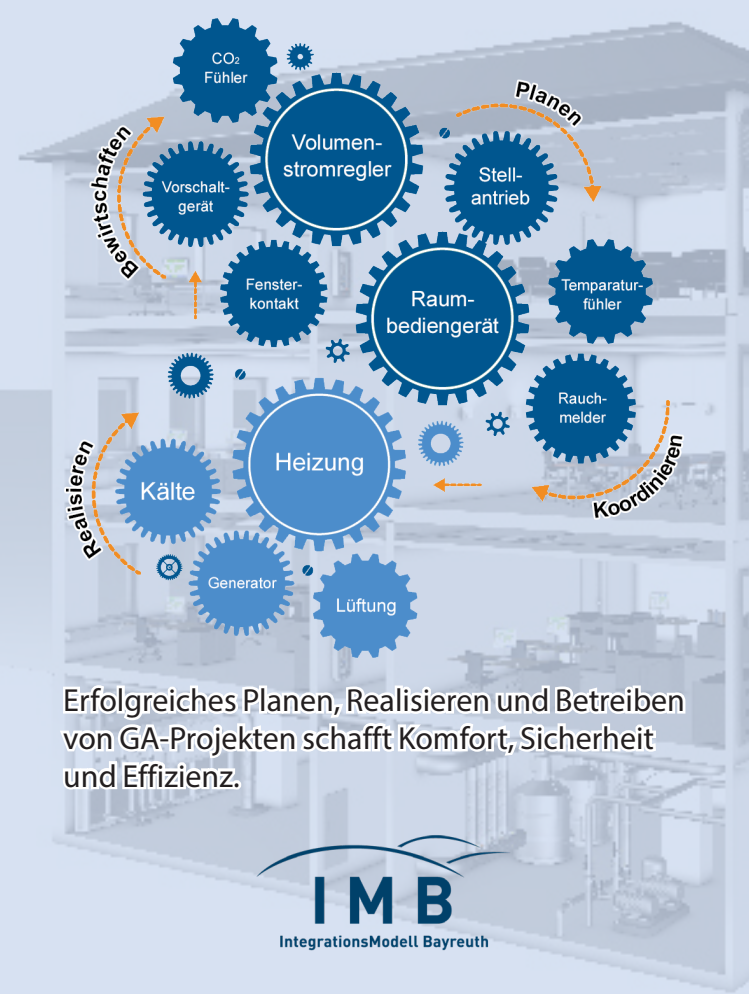 CO₂
Fühler
Volumen-
stromregler
Planen
Stell-
antrieb
Bewirtschaften
Vorschalt-
gerät
Fenster-
kontakt
Raum-
bediengerät
Temparatur-
fühler
Rauch-
melder
Koordinieren
Heizung
Realisieren
Kälte
Generator
Lüftung
Erfolgreiches Planen, Realisieren und Betreiben
von GA-Projekten schafft Komfort, Sicherheit
und Effizienz.
IMB
IntegrationsModell Bayreuth